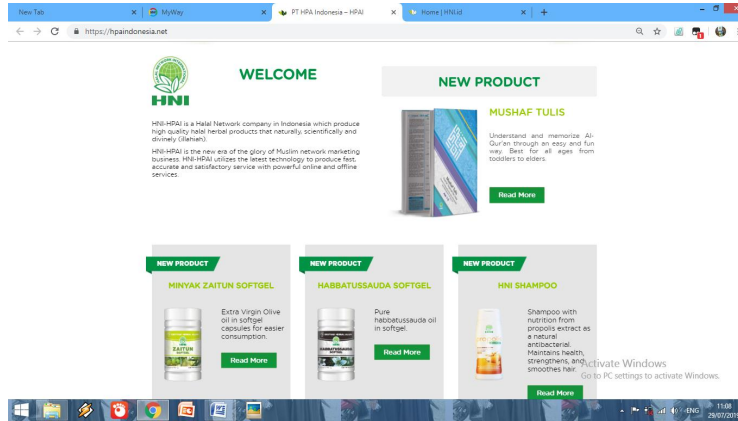 New Tab
MyWay
PT HPA Indonesia – HPAI
Home | HNI.id
https://hpaindonesia.net
HNI
WELCOME
HNI-HPAI is a Halal Network company in Indonesia which produce
high quality halal herbal products that naturally, scientifically and
divinely (Illahiah).
HNI-HPAI is the new era of the glory of Muslim network marketing
business. HNI-HPAI utilizes the latest technology to produce fast,
accurate and satisfactory service with powerful online and offline
services.
NEW PRODUCT
MUSHAF TULIS
Understand and memorize Al-
Qur'an through an easy and fun
way. Best for all ages from
toddlers to elders.
Read More
NEW PRODUCT
MINYAK ZAITUN SOFTGEL
Extra Virgin Olive
oil in softgel
capsules for easier
consumption.
ZAITUN
Read More
NEW PRODUCT
HABBATUSSAUDA SOFTGEL
Pure
habbatussauda oil
in softgel.
HABBATUSSAUDA
Read More
NEW PRODUCT
HNI SHAMPOO
Shampoo with
nutrition from
propolis extract as
a natural
antibacterial.
Maintains health,
strengthens, and
smoothes hair.
Read More
Activate Windows
Go to PC settings to activate Windows.
ENG
11:08
29/07/201